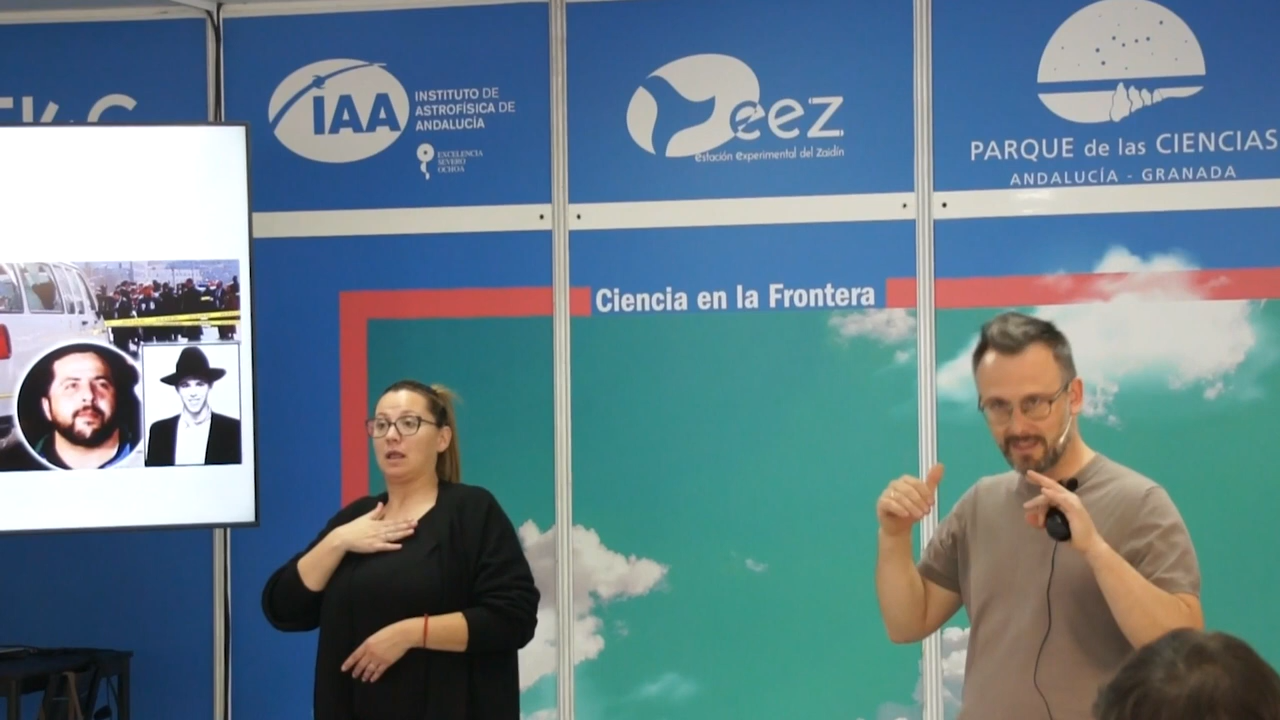 IAA
INSTITUTO DE
ASTROFÍSICA DE
ANDALUCÍA
EXCELENCIA
SEVERO
OCHOA
eez
estación experimental del Zaidín
PARQUE de las CIENCIAS
ANDALUCÍA - GRANADA
Ciencia en la Frontera